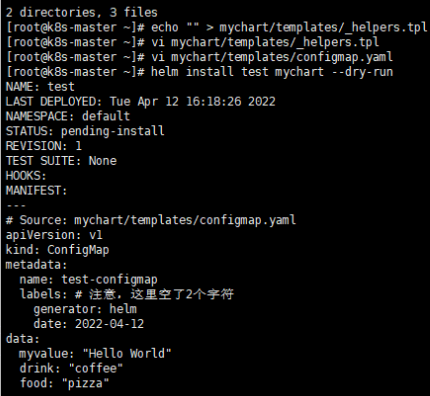 2 directories, 3 files
[root@k8s-master ~]# echo "" > mychart/templates/_helpers.tpl
[root@k8s-master ~]# vi mychart/templates/_helpers.tpl
[root@k8s-master ~]# vi mychart/templates/configmap.yaml
[root@k8s-master ~]# helm install test mychart --dry-run
NAME: test
LAST DEPLOYED: Tue Apr 12 16:18:26 2022
NAMESPACE: default
STATUS: pending-install
REVISION: 1
TEST SUITE: None
HOOKS:
MANIFEST:
---
# Source: mychart/templates/configmap.yaml
apiVersion: v1
kind: ConfigMap
metadata:
  name: test-configmap
  labels: # 注意，这里空了2个字符
    generator: helm
    date: 2022-04-12
data:
  myvalue: "Hello World"
  drink: "coffee"
  food: "pizza"